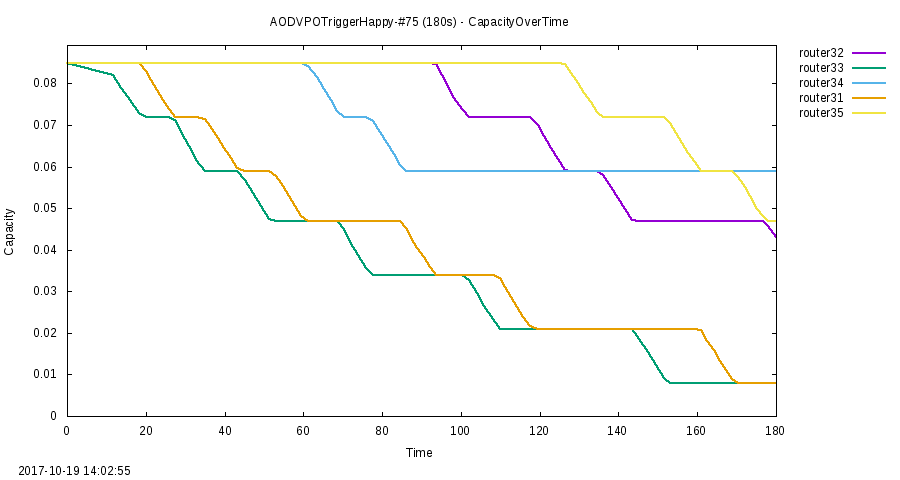 AODVPOTriggerHappy-#75 (180s) - CapacityOverTime
router32
router33
router34
router31
router35
Capacity
0.08
0.07
0.06
0.05
0.04
0.03
0.02
0.01
0
0 20 40 60 80 100 120 140 160 180
Time
2017-10-19 14:02:55